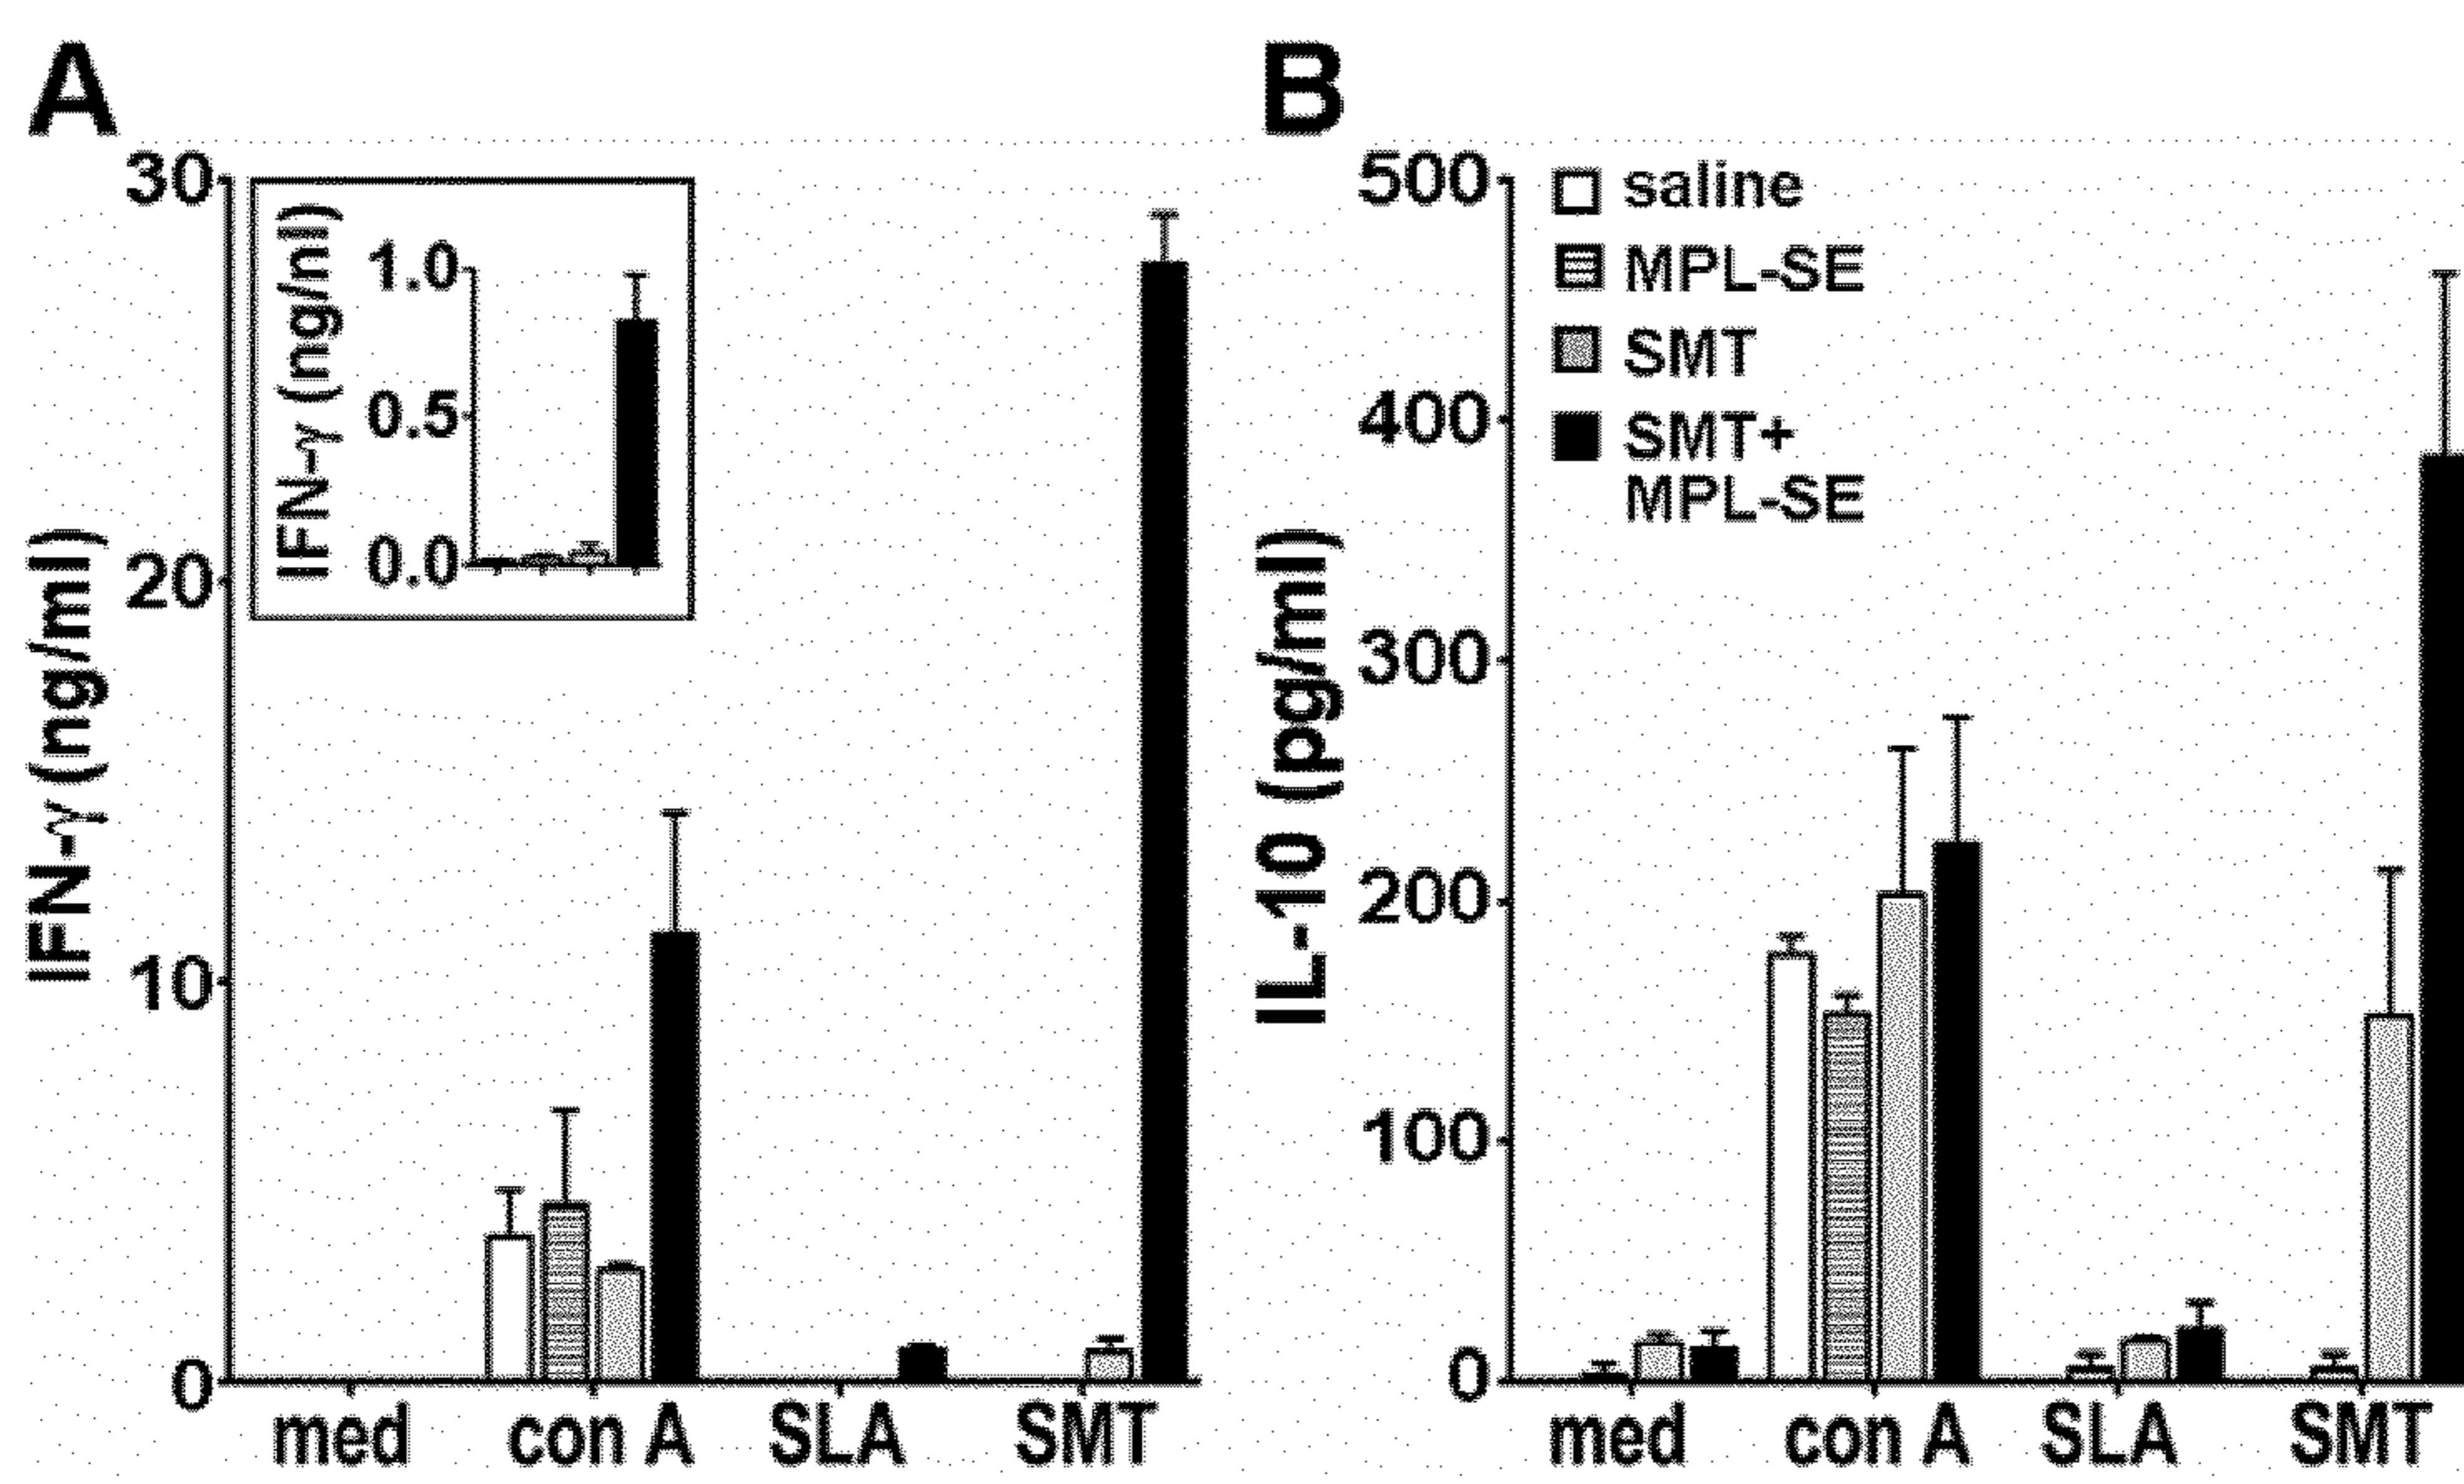 A
30
20
10
0
IFN-γ (ng/ml)
IFN-γ (ng/nl)
1.0
0.5
0.0
med
con A
SLA
SMT
B
500
400
300
200
100
0
IL-10 (pg/ml)
saline
MPL-SE
SMT
SMT+
MPL-SE
med
con A
SLA
SMT